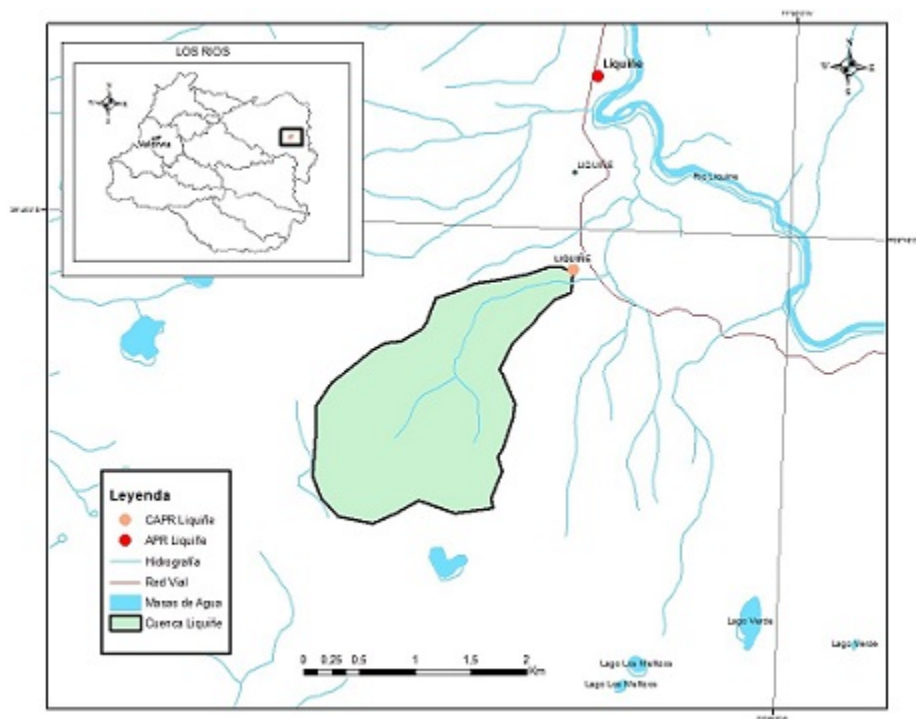 LOS RIOS
N
W E
S
Valdivia
Liquiñe
N
W E
S
LIQUIÑE
Rio Liquiñe
LIQUIÑE
Leyenda
CAPR Liquiñe
APR Liquiñe
Hidrografía
Red Vial
Masas de Agua
Cuenca Liquiñe
0 0.25 0.5 1 1.5 2
Km
Lago Verde
Lago Verde
Lago Los Mañios
Lago Los Mañios